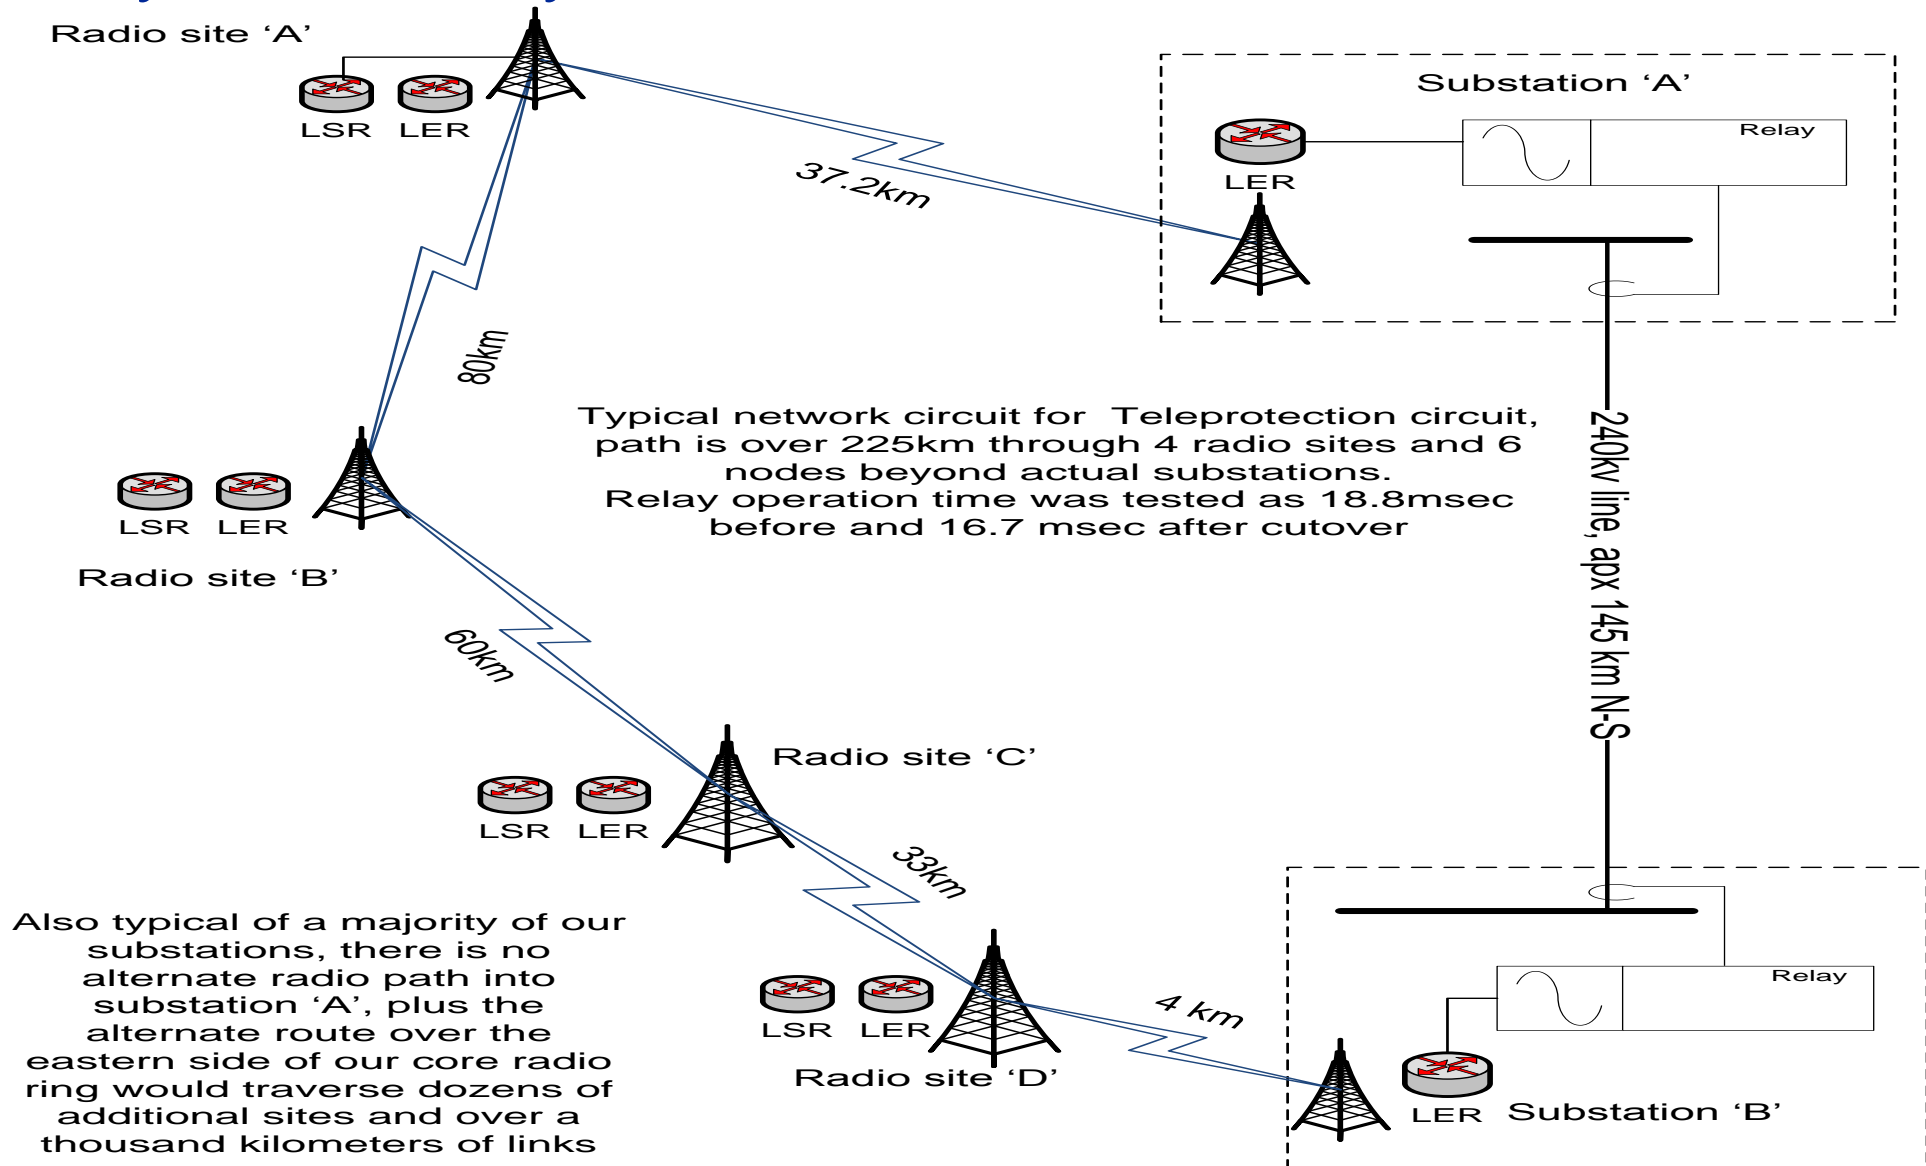 Radio site ‘A’
LSR
LER
37.2km
Substation ‘A’
Relay
LER
80km
Typical network circuit for Teleprotection circuit,
path is over 225km through 4 radio sites and 6
nodes beyond actual substations.
Relay operation time was tested as 18.8msec
before and 16.7 msec after cutover
240kv line, apx 145 km N-S
LSR
LER
Radio site ‘B’
60km
Radio site ‘C’
LSR
LER
33km
Also typical of a majority of our
substations, there is no
alternate radio path into
substation ‘A’, plus the
alternate route over the
eastern side of our core radio
ring would traverse dozens of
additional sites and over a
thousand kilometers of links
LSR
LER
Radio site ‘D’
4 km
Relay
LER
Substation ‘B’